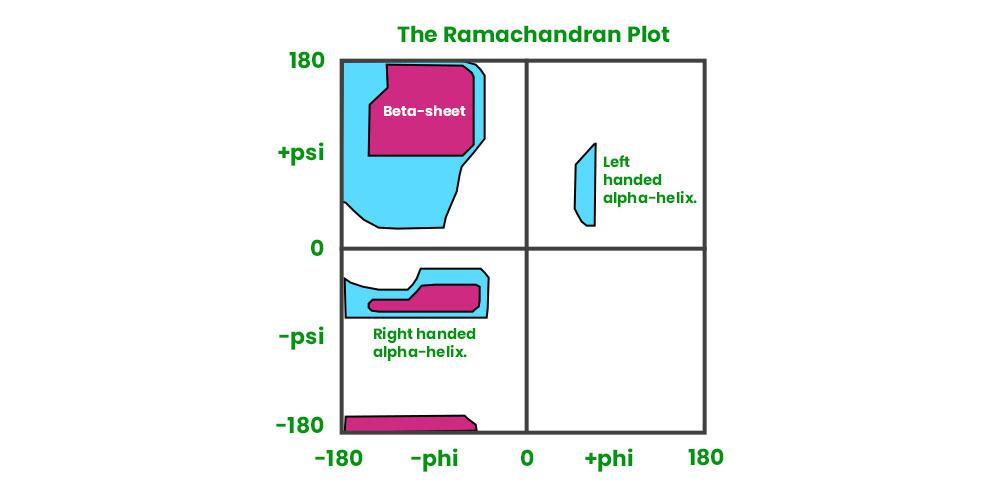 The Ramachandran Plot
180
Beta-sheet
+psi
Left
handed
alpha-helix.
0
-psi
Right handed
alpha-helix.
-180
-180
-phi
0
+phi
180